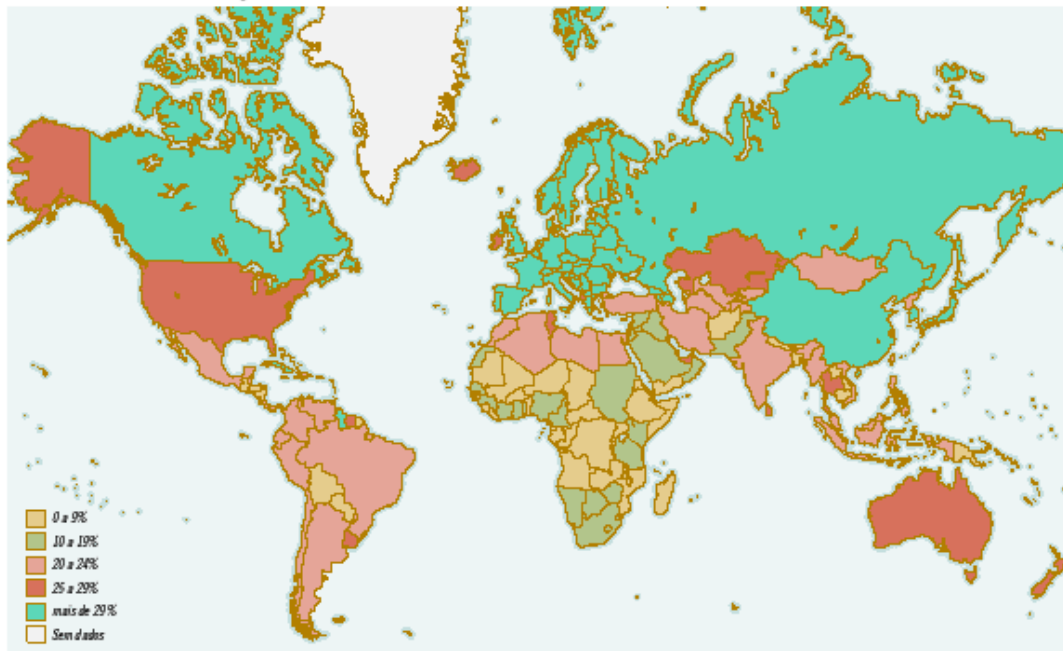 0 a 9%
10 a 19%
20 a 24%
25 a 29%
mais de 29%
Sem dados